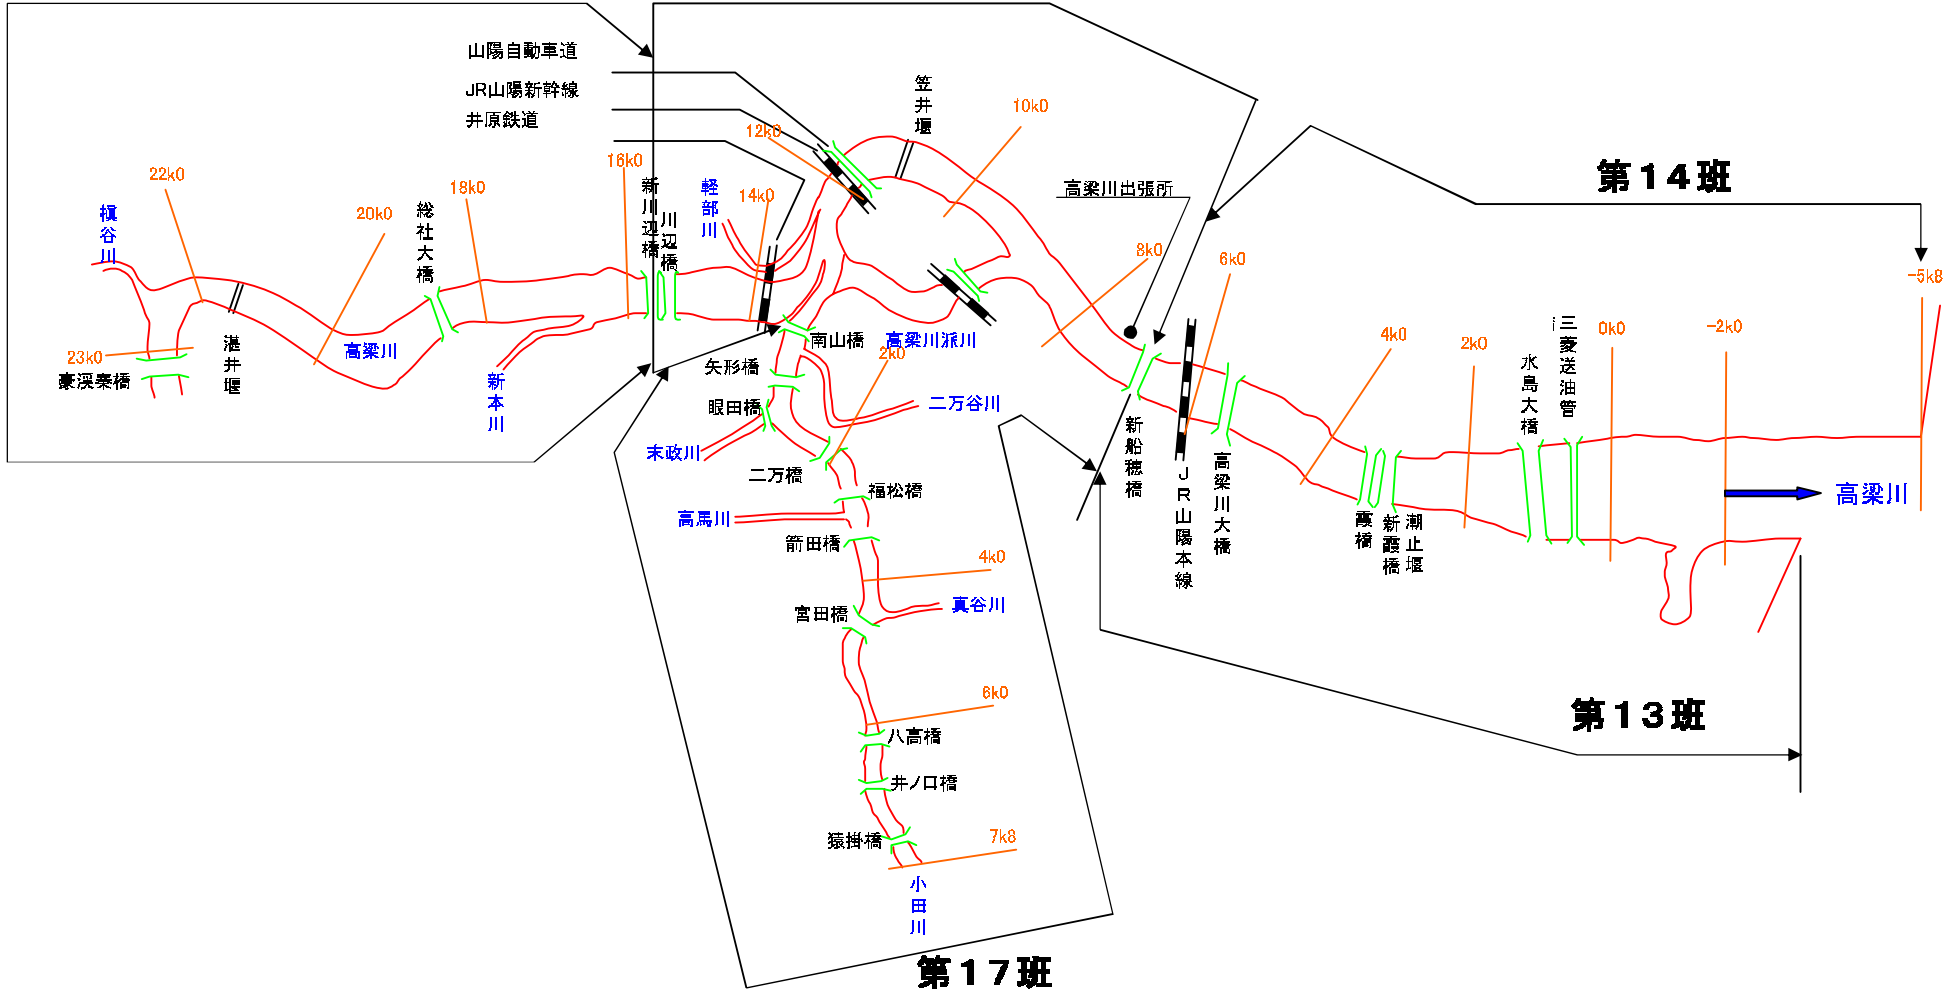 山陽自動車道
JR山陽新幹線
井原鉄道
笠井堰
10k0
12k0
16k0
14k0
22k0
18k0
20k0
槇谷川
総社大橋
新川辺橋
川辺橋
軽部川
高梁川出張所
第14班
8k0
6k0
-5k8
4k0
2k0
0k0
-2k0
23k0
豪渓秦橋
湛井堰
高梁川
新本川
南山橋
高梁川派川
2k0
矢形橋
眼田橋
二万谷川
末政川
二万橋
福松橋
高馬川
箭田橋
4k0
宮田橋
真谷川
6k0
八高橋
井ノ口橋
猿掛橋
7k8
小田川
新船穂橋
JR山陽本線
高梁川大橋
霞橋
新霞橋
潮止堰
水島大橋
三菱送油管
高梁川
第13班
第17班